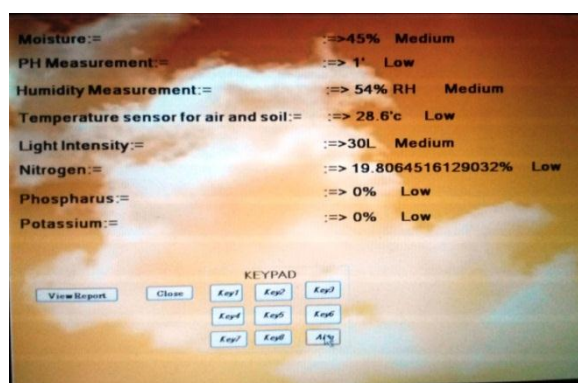 Moisture:= :=>45% Medium
PH Measurement:= :=> 1' Low
Humidity Measurement:= :=> 54% RH Medium
Temperature sensor for air and soil:= :=> 28.6'c Low
Light Intensity:= :=>30L Medium
Nitrogen:= :=> 19.80645161290032% Low
Phospharus:= :=> 0% Low
Potassium:= :=> 0% Low
KEYPAD
View Report Close Key1 Key2 Key3
Key4 Key5 Key6
Key7 Key8